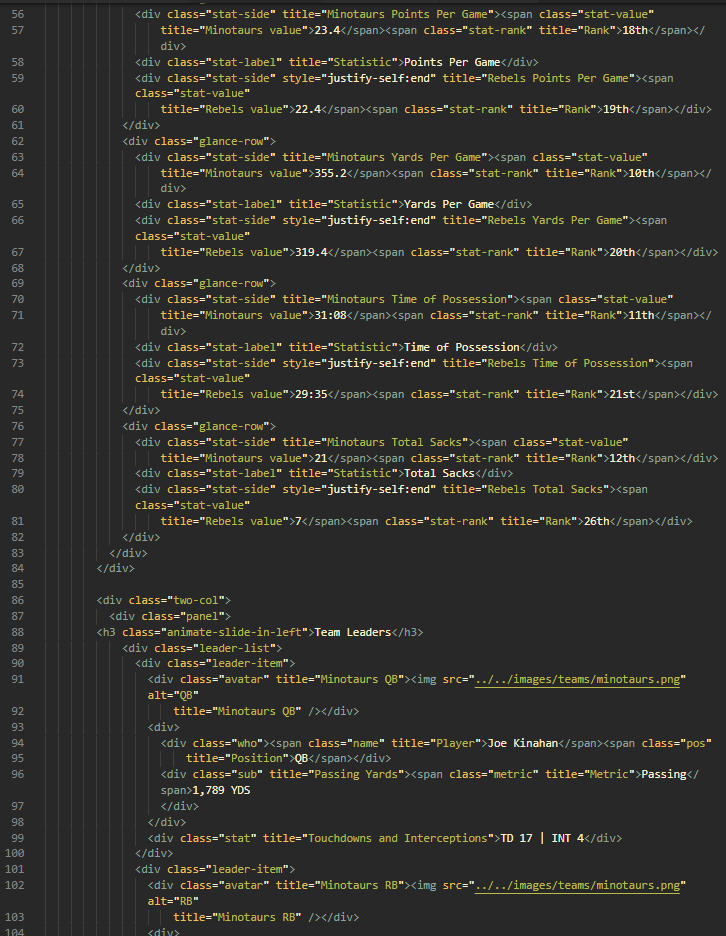 56 <div class="stat-side" title="Minotaurs Points Per Game"><span class="stat-value"
57 title="Minotaurs value">23.4</span><span class="stat-rank" title="Rank">18th</span></
div>
58 <div class="stat-label" title="Statistic">Points Per Game</div>
59 <div class="stat-side" style="justify-self:end" title="Rebels Points Per Game"><span
class="stat-value"
60 title="Rebels value">22.4</span><span class="stat-rank" title="Rank">19th</span></div>
61 </div>
62 <div class="glance-row">
63 <div class="stat-side" title="Minotaurs Yards Per Game"><span class="stat-value"
64 title="Minotaurs value">355.2</span><span class="stat-rank" title="Rank">10th</span></
div>
65 <div class="stat-label" title="Statistic">Yards Per Game</div>
66 <div class="stat-side" style="justify-self:end" title="Rebels Yards Per Game"><span
class="stat-value"
67 title="Rebels value">319.4</span><span class="stat-rank" title="Rank">20th</span></div>
68 </div>
69 <div class="glance-row">
70 <div class="stat-side" title="Minotaurs Time of Possession"><span class="stat-value"
71 title="Minotaurs value">31:08</span><span class="stat-rank" title="Rank">11th</span></
div>
72 <div class="stat-label" title="Statistic">Time of Possession</div>
73 <div class="stat-side" style="justify-self:end" title="Rebels Time of Possession"><span
class="stat-value"
74 title="Rebels value">29:35</span><span class="stat-rank" title="Rank">21st</span></div>
75 </div>
76 <div class="glance-row">
77 <div class="stat-side" title="Minotaurs Total Sacks"><span class="stat-value"
78 title="Minotaurs value">21</span><span class="stat-rank" title="Rank">12th</span></div>
79 <div class="stat-label" title="Statistic">Total Sacks</div>
80 <div class="stat-side" style="justify-self:end" title="Rebels Total Sacks"><span
class="stat-value"
81 title="Rebels value">7</span><span class="stat-rank" title="Rank">26th</span></div>
82 </div>
83 </div>
84 </div>
85
86 <div class="two-col">
87 <div class="panel">
88 <h3 class="animate-slide-in-left">Team Leaders</h3>
89 <div class="leader-list">
90 <div class="leader-item">
91 <div class="avatar" title="Minotaurs QB"><img src="../../images/teams/minotaurs.png"
alt="QB"
92 title="Minotaurs QB" /></div>
93 <div>
94 <div class="who"><span class="name" title="Player">Joe Kinahan</span><span class="pos"
95 title="Position">QB</span></div>
96 <div class="sub" title="Passing Yards"><span class="metric" title="Metric">Passing</
span>1,789 YDS
97 </div>
98 </div>
99 <div class="stat" title="Touchdowns and Interceptions">TD 17 | INT 4</div>
100 </div>
101 <div class="leader-item">
102 <div class="avatar" title="Minotaurs RB"><img src="../../images/teams/minotaurs.png"
alt="RB"
103 title="Minotaurs RB" /></div>
104 <div>